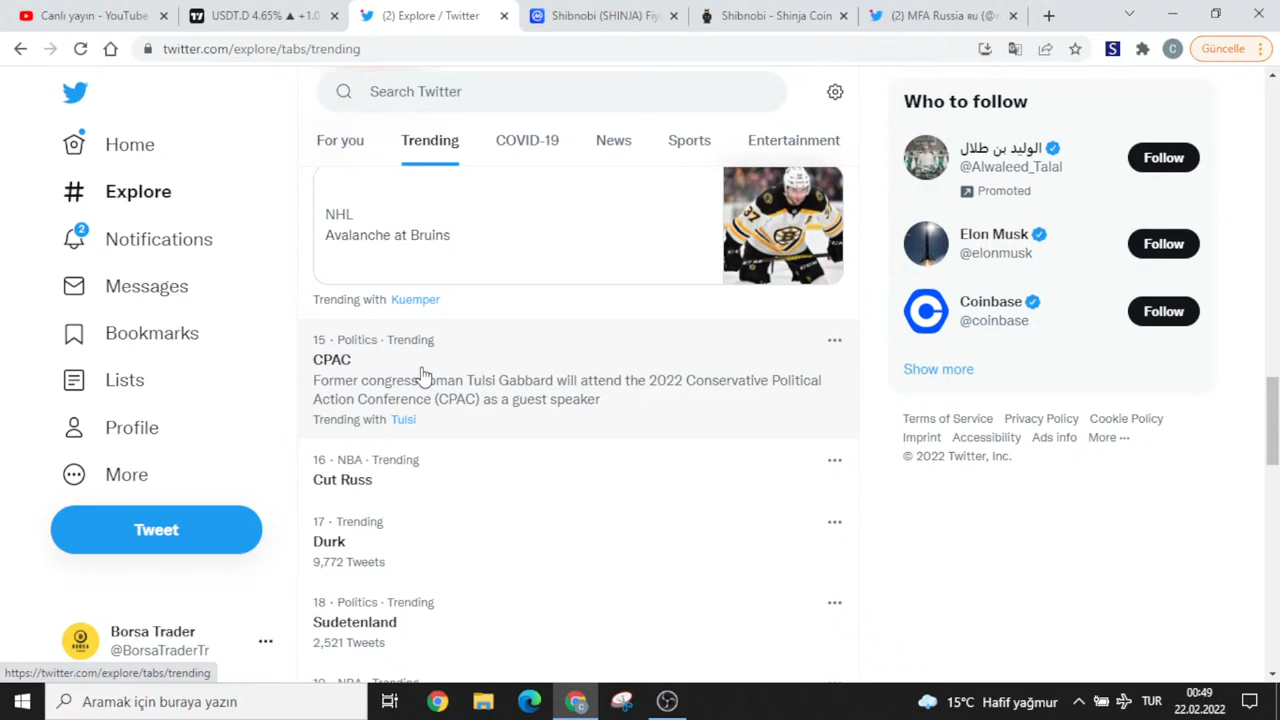 Canlı yayın - YouTube
USDT.D 4.65% ▲ +1.0
(2) Explore / Twitter
Shibnobi (SHINJA) Fiy
Shibnobi - Shinja Coin
(2) MFA Russia
twitter.com/explore/tabs/trending
S
C
Güncelle
Search Twitter
For you
Trending
COVID-19
News
Sports
Entertainment
Home
Explore
2
Notifications
Messages
Bookmarks
Lists
Profile
More
Tweet
Borsa Trader
@BorsaTraderTr
https://twitter.com/explore/tabs/trending
NHL
Avalanche at Bruins
37
Trending with Kuemper
15 · Politics · Trending
CPAC
Former congresswoman Tulsi Gabbard will attend the 2022 Conservative Political
Action Conference (CPAC) as a guest speaker
Trending with Tulsi
16 · NBA · Trending
Cut Russ
17 · Trending
Durk
9,772 Tweets
18 · Politics · Trending
Sudetenland
2,521 Tweets
Who to follow
الوليد بن طلال
@Alwaleed_Talal
Promoted
Follow
Elon Musk
@elonmusk
Follow
Coinbase
@coinbase
Follow
Show more
Terms of Service Privacy Policy Cookie Policy
Imprint Accessibility Ads info More ···
© 2022 Twitter, Inc.
Aramak için buraya yazın
15°C Hafif yağmur
TUR
00:49
22.02.2022